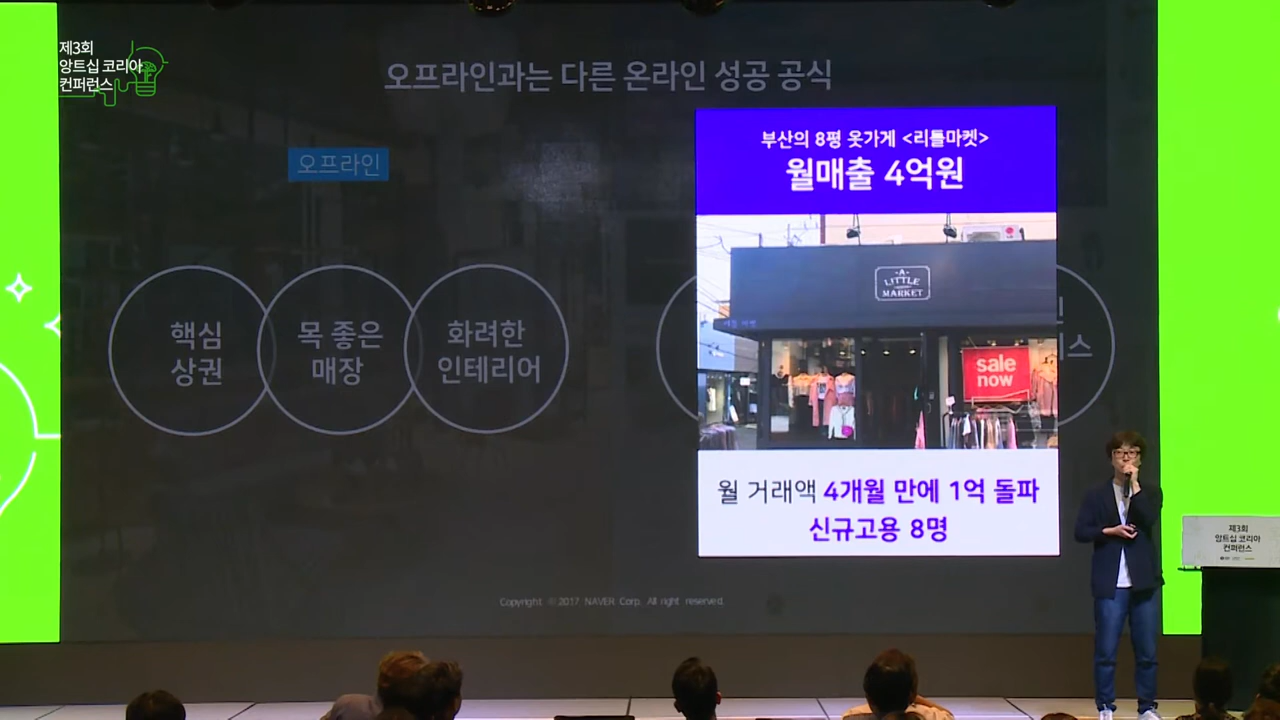 제3회
앙트십 코리아
컨퍼런스
오프라인과는 다른 온라인 성공 공식
오프라인
핵심
상권
목 좋은
매장
화려한
인테리어
부산의 8평 옷가게 <리틀마켓>
월매출 4억원
-A-
LITTLE
MARKET
sale
now
월 거래액 4개월 만에 1억 돌파
신규고용 8명
Copyright © 2017 NAVER Corp. All right reserved.
제3회
앙트십 코리아
컨퍼런스